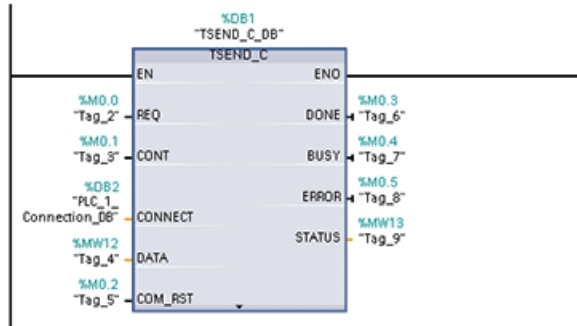 %DB1
"TSEND_C_DB"
TSEND_C
EN ENO
%M0.0 %M0.3
"Tag_2" REQ DONE "Tag_6"
%M0.1 %M0.4
"Tag_3" CONT BUSY "Tag_7"
%DB2 %M0.5
"PLC_1_ ERROR "Tag_8"
Connection_DB" CONNECT
%MW12 %MW13
"Tag_4" DATA STATUS "Tag_9"
%M0.2
"Tag_5" COM_RST